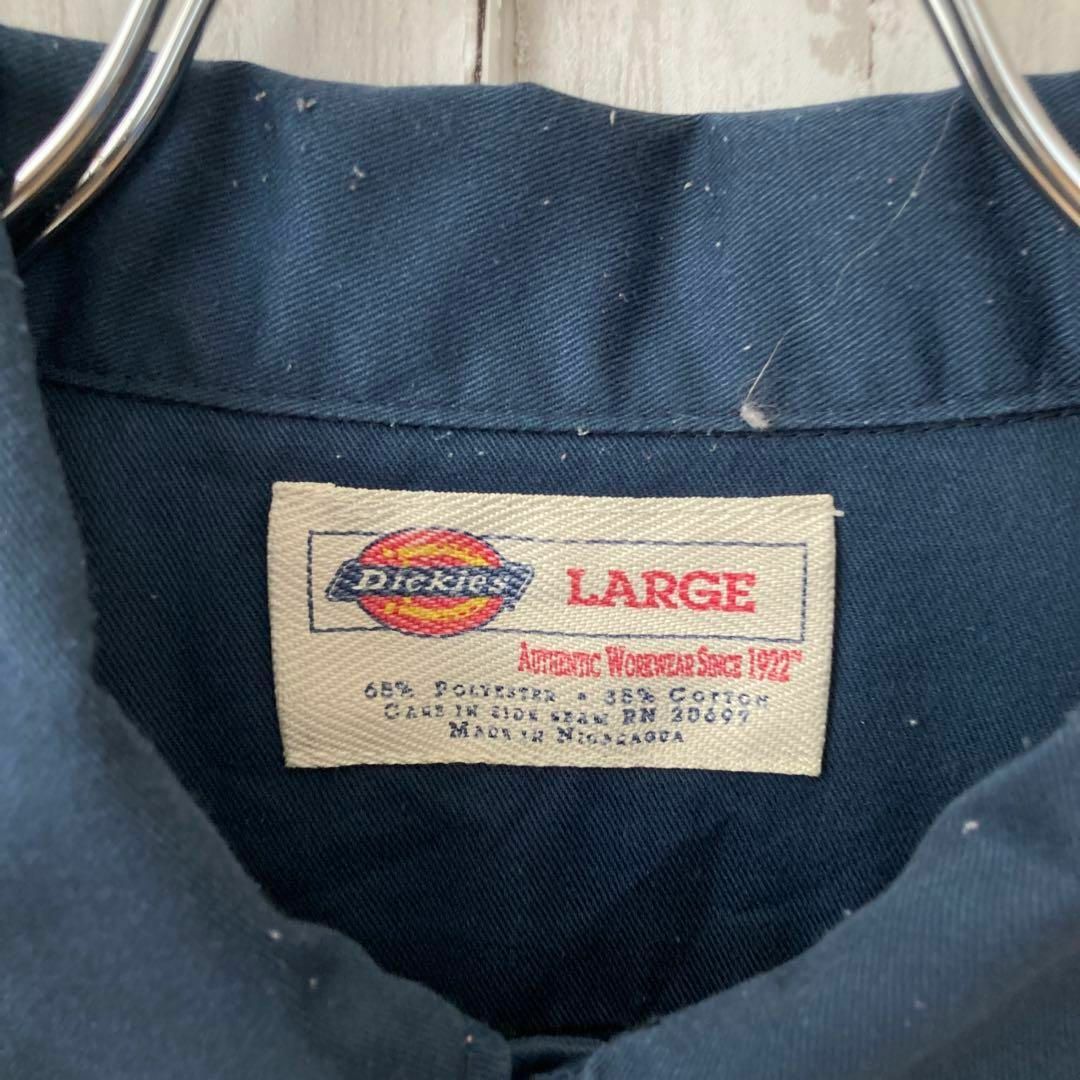 Dickies LARGE
AUTHENTIC WORKWEAR SINCE 1922™
65% POLYESTER • 35% COTTON
CARE IN SIDE SEAM RN 20697
MADE IN NICARAGUA